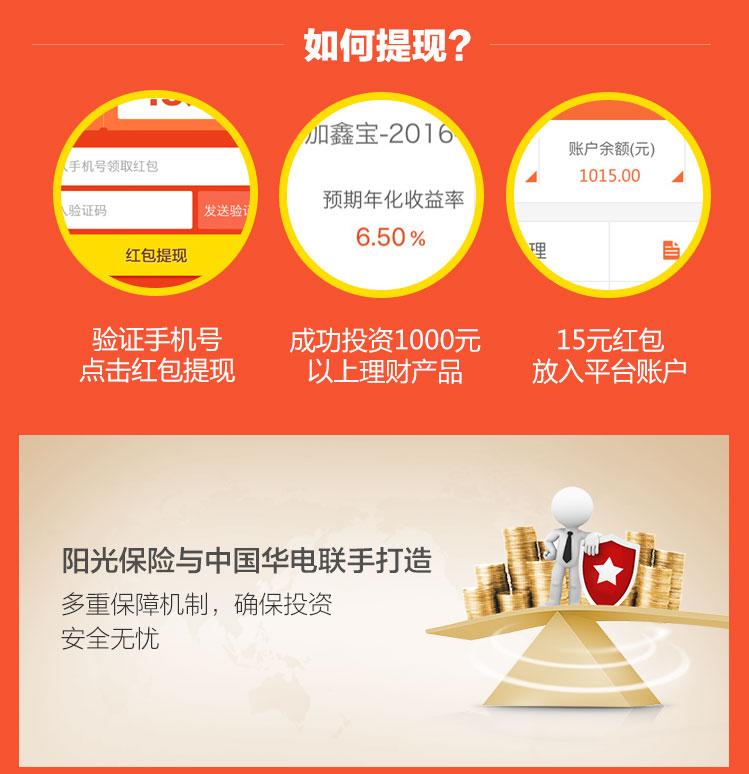 如何提现?
手机号领取红包
验证码
发送验
红包提现
加鑫宝-2016
预期年化收益率
6.50%
账户余额(元)
1015.00
理
验证手机号
点击红包提现
成功投资1000元
以上理财产品
15元红包
放入平台账户
阳光保险与中国华电联手打造
多重保障机制，确保投资
安全无忧